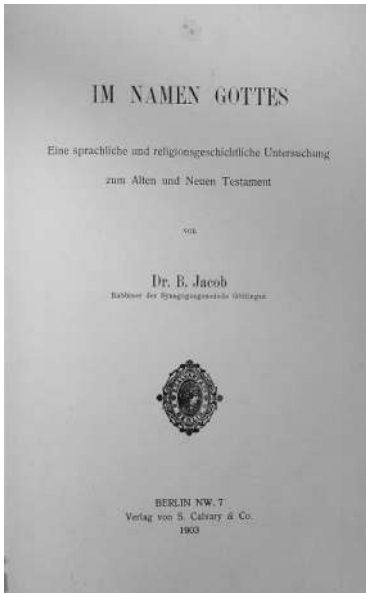 IM NAMEN GOTTES
Eine sprachliche und religionsgeschichtliche Untersuchung
zum Alten und Neuen Testament
von
Dr. B. Jacob
Rabbiner der Synagogengemeinde Göttingen
BERLIN NW. 7
Verlag von S. Calvary & Co.
1903